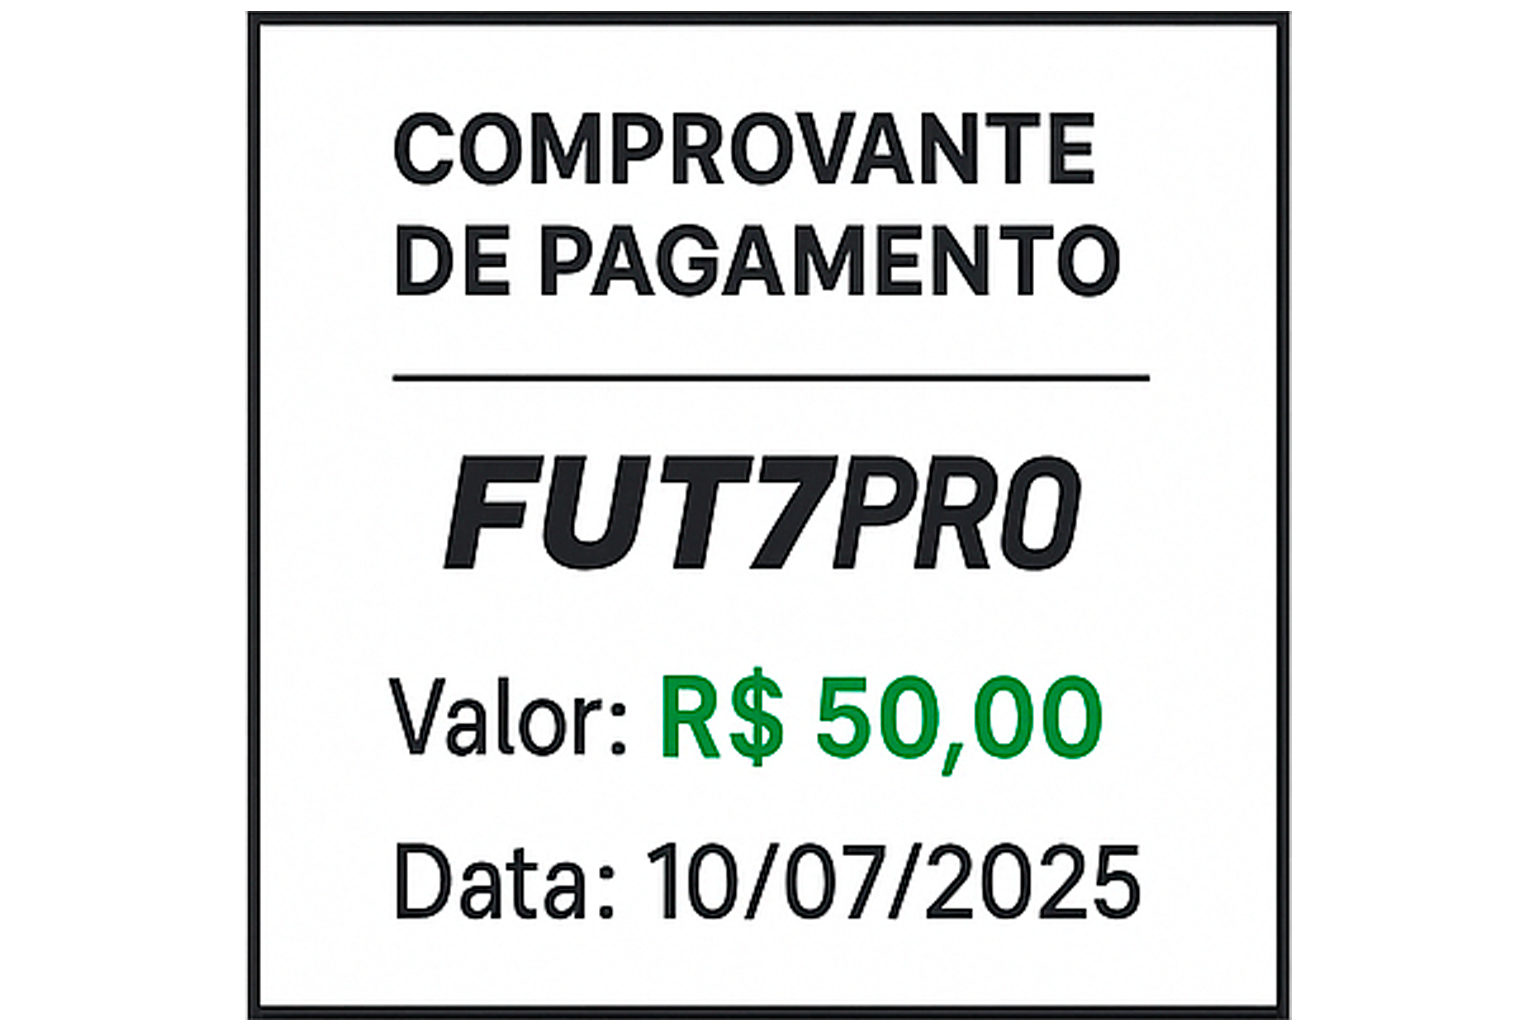 COMPROVANTE
DE PAGAMENTO
FUT7PRO
Valor: R$ 50,00
Data: 10/07/2025